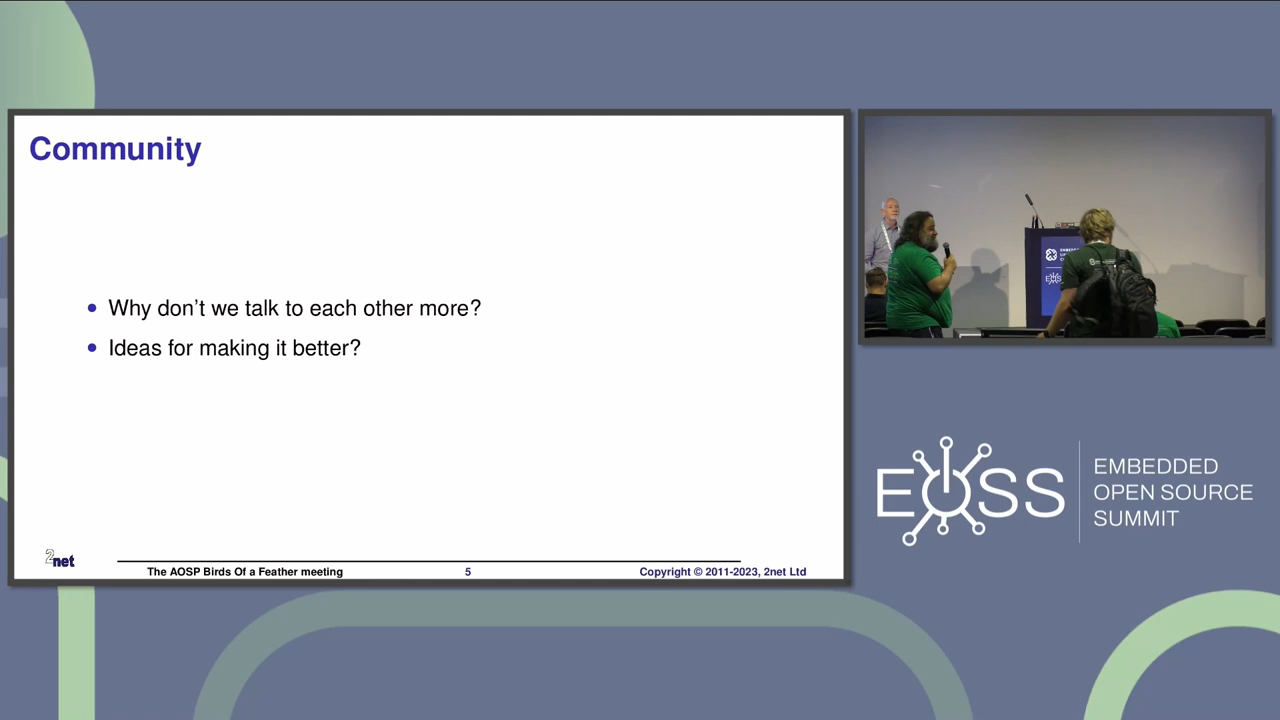 Community
• Why don't we talk to each other more?
• Ideas for making it better?
2net
The AOSP Birds Of a Feather meeting 5 Copyright © 2011-2023, 2net Ltd
EOSS
EMBEDDED
OPEN SOURCE
SUMMIT